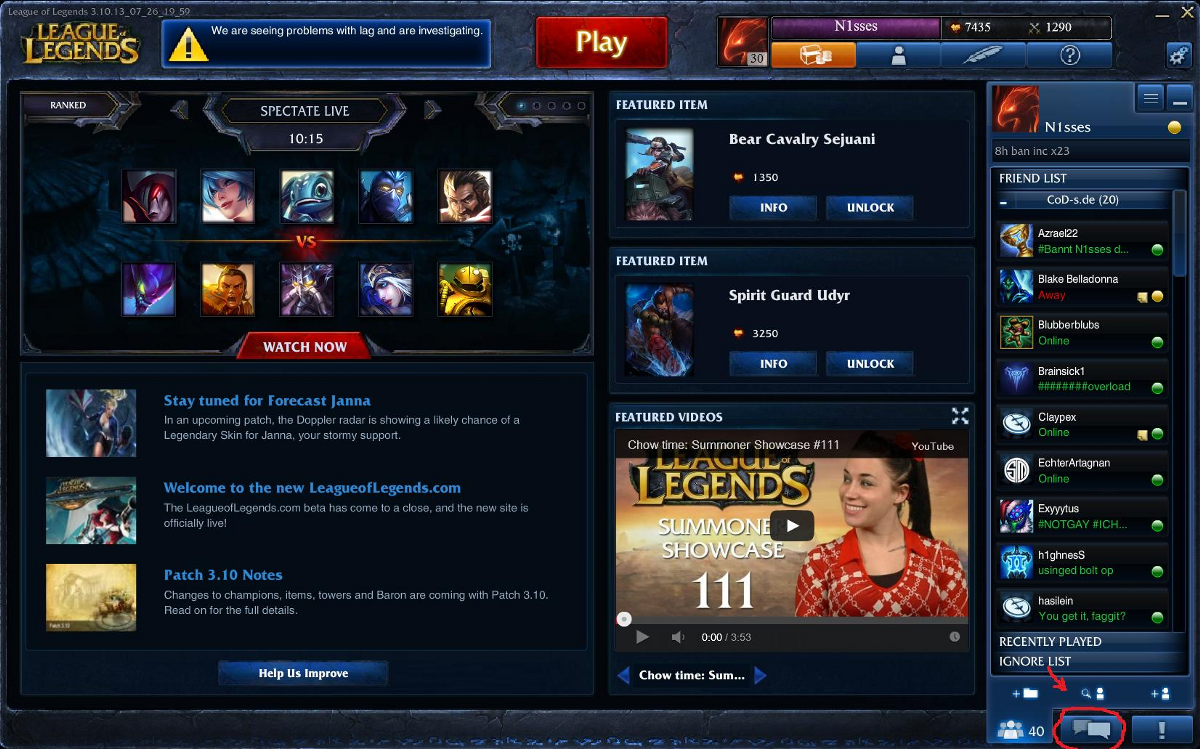 League of Legends 3.10.13_07_26_19_59
LEAGUE of LEGENDS
We are seeing problems with lag and are investigating.
Play
30
N1sses
7435
1290
?
RANKED
SPECTATE LIVE
10:15
VS
WATCH NOW
Stay tuned for Forecast Janna
In an upcoming patch, the Doppler radar is showing a likely chance of a
Legendary Skin for Janna, your stormy support.
Welcome to the new LeagueofLegends.com
The LeagueofLegends.com beta has come to a close, and the new site is
officially live!
Patch 3.10 Notes
Changes to champions, items, towers and Baron are coming with Patch 3.10.
Read on for the full details.
Patch 3.10
Help Us Improve
FEATURED ITEM
Bear Cavalry Sejuani
1350
INFO
UNLOCK
FEATURED ITEM
Spirit Guard Udyr
3250
INFO
UNLOCK
FEATURED VIDEOS
Chow time: Summoner Showcase #111
YouTube
LEAGUE of
LEGENDS
SUMMONE
SHOWCASE
111
0:00 / 3:53
Chow time: Sum...
N1sses
8h ban inc x23
FRIEND LIST
CoD-s.de (20)
Azrael22
#Bannt N1sses d...
Blake Belladonna
Away
Blubberblubs
Online
Brainsick1
########overload
Claypex
Online
EchterArtagnan
Online
Exyyytus
#NOTGAY #ICH...
h1ghnesS
usinged bolt op
hasilein
You get it, faggit?
RECENTLY PLAYED
IGNORE LIST
40